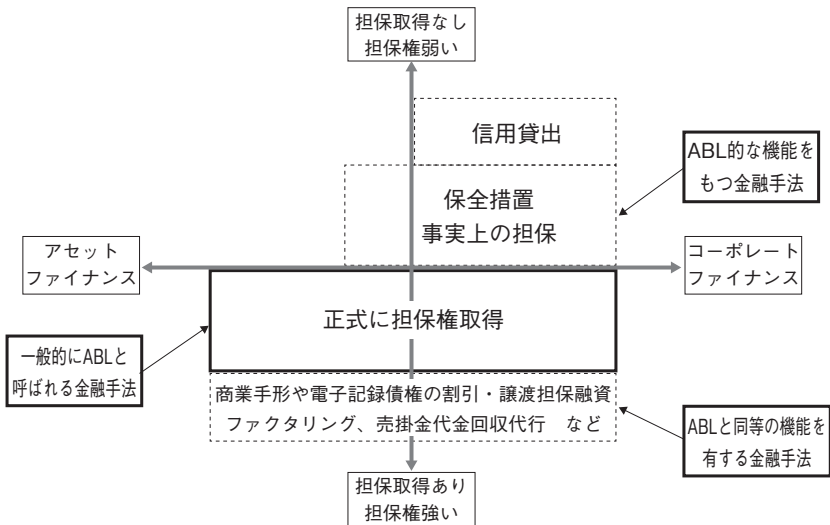 担保取得なし
担保権弱い
信用貸出
ABL的な機能を
もつ金融手法
保全措置
事実上の担保
アセット
ファイナンス
コーポレート
ファイナンス
正式に担保権取得
一般的にABLと
呼ばれる金融手法
商業手形や電子記録債権の割引・譲渡担保融資
ファクタリング、売掛金代金回収代行　など
ABLと同等の機能を
有する金融手法
担保取得あり
担保権強い